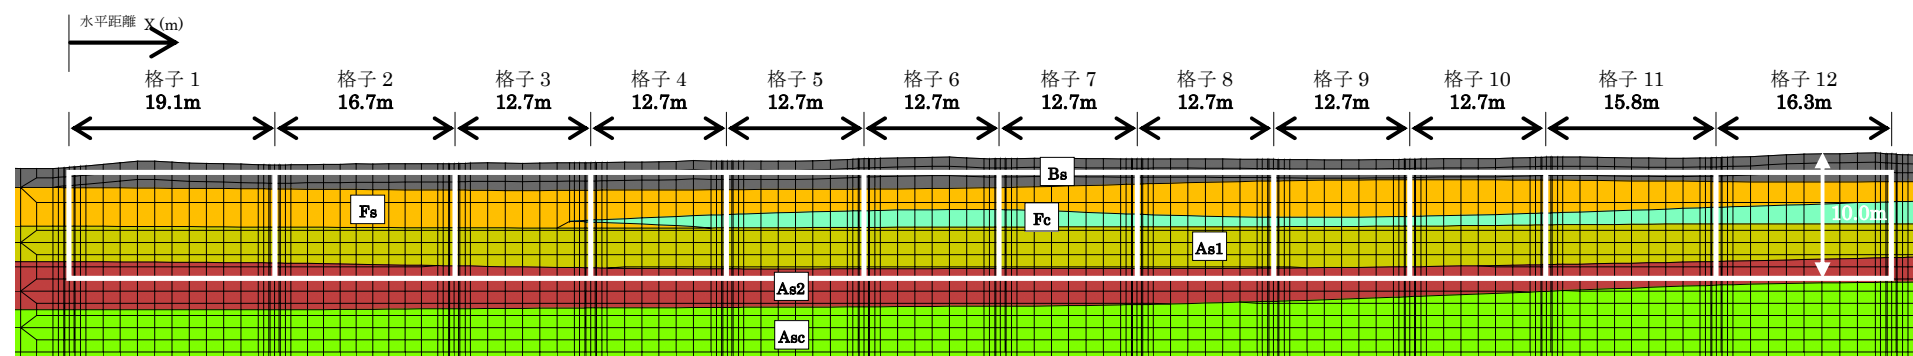 水平距離 X (m)
格子 1 格子 2 格子 3 格子 4 格子 5 格子 6 格子 7 格子 8 格子 9 格子 10 格子 11 格子 12
19.1m 16.7m 12.7m 12.7m 12.7m 12.7m 12.7m 12.7m 12.7m 12.7m 15.8m 16.3m
Bs
Fs
Fc
10.0m
As1
As2
Asc